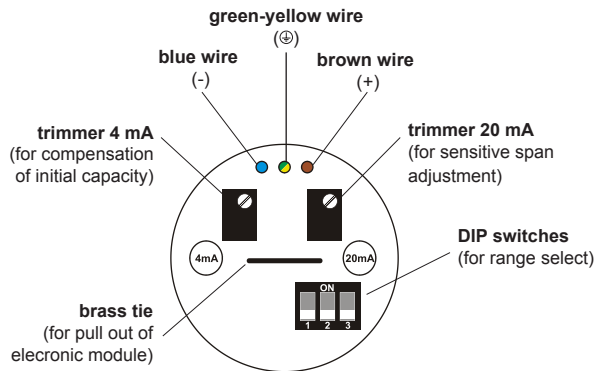 green-yellow wire
(⏚)
blue wire
(-)
brown wire
(+)
trimmer 4 mA
(for compensation
of initial capacity)
trimmer 20 mA
(for sensitive span
adjustment)
4mA
20mA
DIP switches
(for range select)
ON
1 2 3
brass tie
(for pull out of
elecronic module)